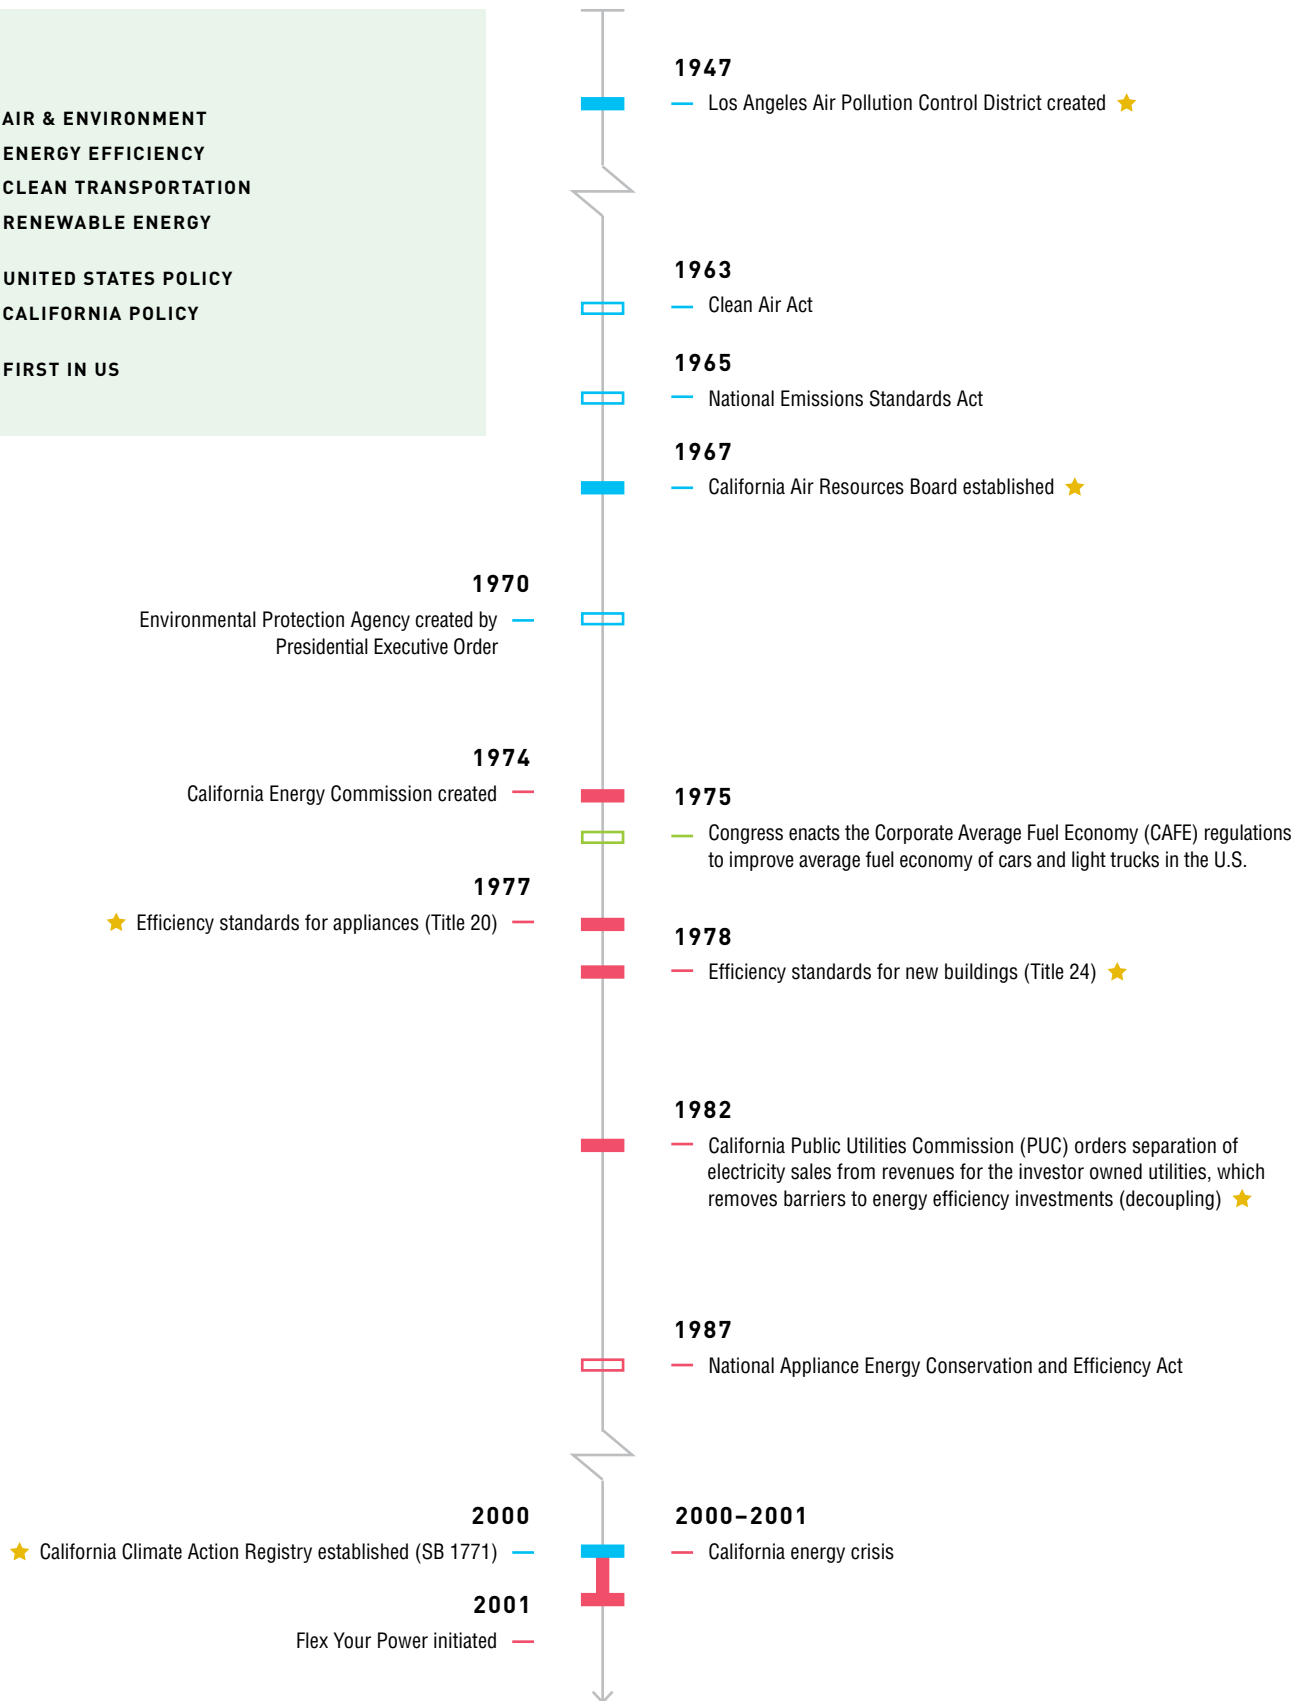 AIR & ENVIRONMENT
ENERGY EFFICIENCY
CLEAN TRANSPORTATION
RENEWABLE ENERGY
UNITED STATES POLICY
CALIFORNIA POLICY
FIRST IN US
1947
Los Angeles Air Pollution Control District created
1963
Clean Air Act
1965
National Emissions Standards Act
1967
California Air Resources Board established
1970
Environmental Protection Agency created by
Presidential Executive Order
1974
California Energy Commission created
1975
Congress enacts the Corporate Average Fuel Economy (CAFE) regulations
to improve average fuel economy of cars and light trucks in the U.S.
1977
Efficiency standards for appliances (Title 20)
1978
Efficiency standards for new buildings (Title 24)
1982
California Public Utilities Commission (PUC) orders separation of
electricity sales from revenues for the investor owned utilities, which
removes barriers to energy efficiency investments (decoupling)
1987
National Appliance Energy Conservation and Efficiency Act
2000
California Climate Action Registry established (SB 1771)
2000–2001
California energy crisis
2001
Flex Your Power initiated